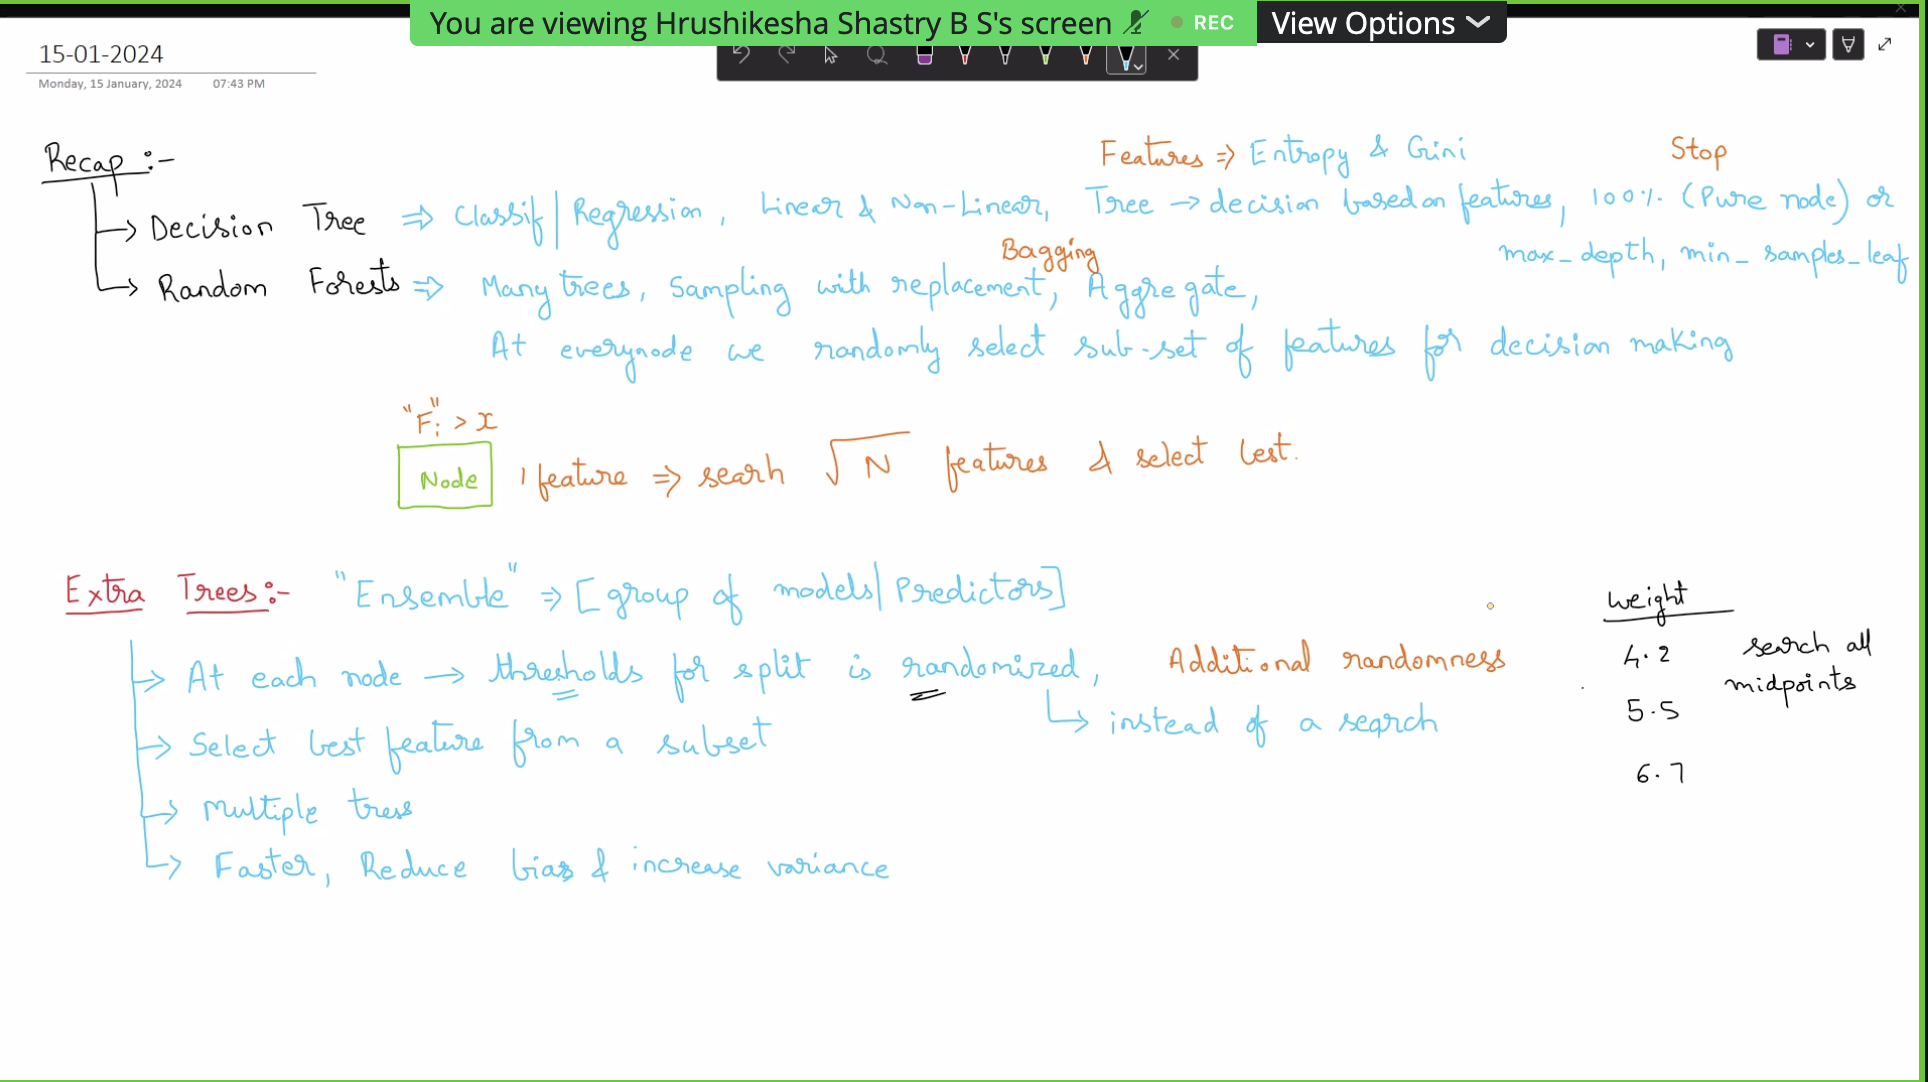 You are viewing Hrushikesha Shastry B S's screen REC View Options
15-01-2024
Monday, 15 January, 2024 07:43 PM
Recap :-
Features => Entropy & Gini Stop
→ Decision Tree => Classif | Regression, Linear & Non-Linear, Tree → decision based on features, 100% (Pure node) or
max_depth, min_samples_leaf
Bagging
→ Random Forests => Many trees, Sampling with replacement, Aggregate,
At everynode we randomly select sub-set of features for decision making
"Fi" > x
Node 1 feature => searh √N features & select best.
Extra Trees :- "Ensemble" => [group of models | Predictors]
→ At each node → thresholds for split is randomized, Additional randomness
→ instead of a search
→ Select best feature from a subset
→ Multiple tress
→ Faster, Reduce bias & increase variance
weight
4.2 search all
midpoints
5.5
6.7